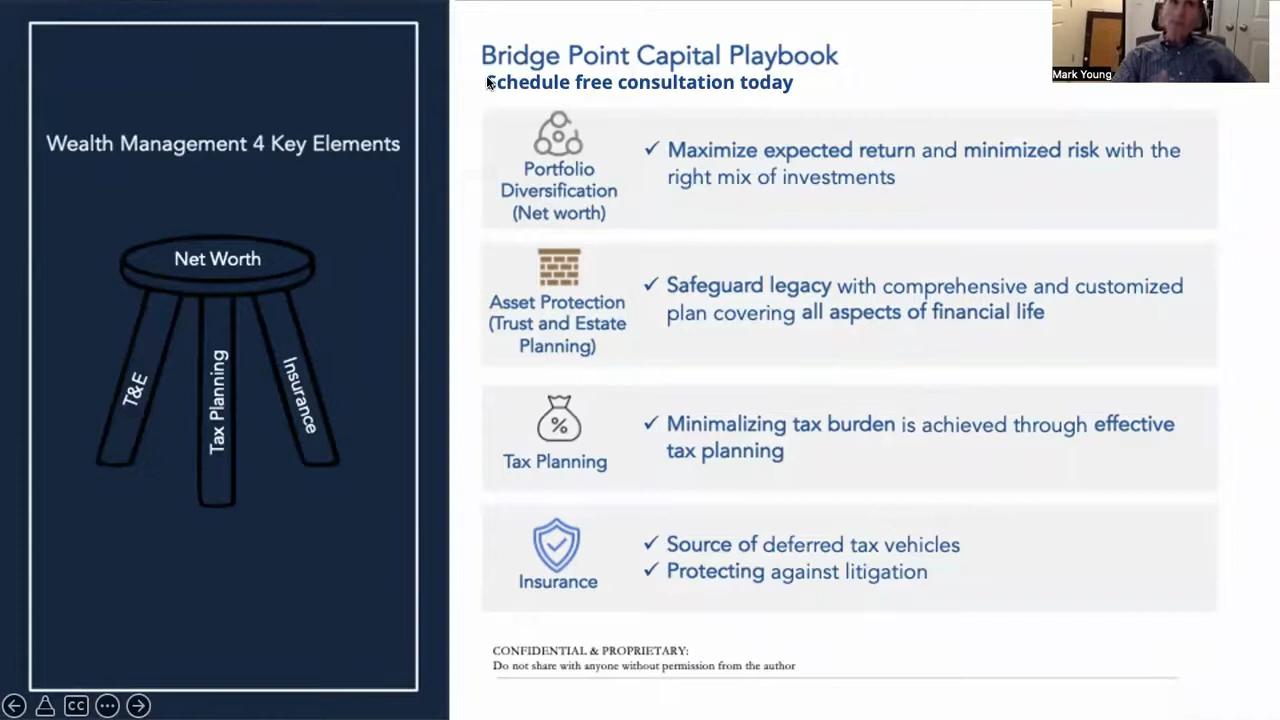 Wealth Management 4 Key Elements
Net Worth
T&E
Tax Planning
Insurance
Bridge Point Capital Playbook
Schedule free consultation today
Mark Young
Portfolio
Diversification
(Net worth)
✓ Maximize expected return and minimized risk with the
right mix of investments
Asset Protection
(Trust and Estate
Planning)
✓ Safeguard legacy with comprehensive and customized
plan covering all aspects of financial life
Tax Planning
✓ Minimalizing tax burden is achieved through effective
tax planning
Insurance
✓ Source of deferred tax vehicles
✓ Protecting against litigation
CONFIDENTIAL & PROPRIETARY:
Do not share with anyone without permission from the author
CC